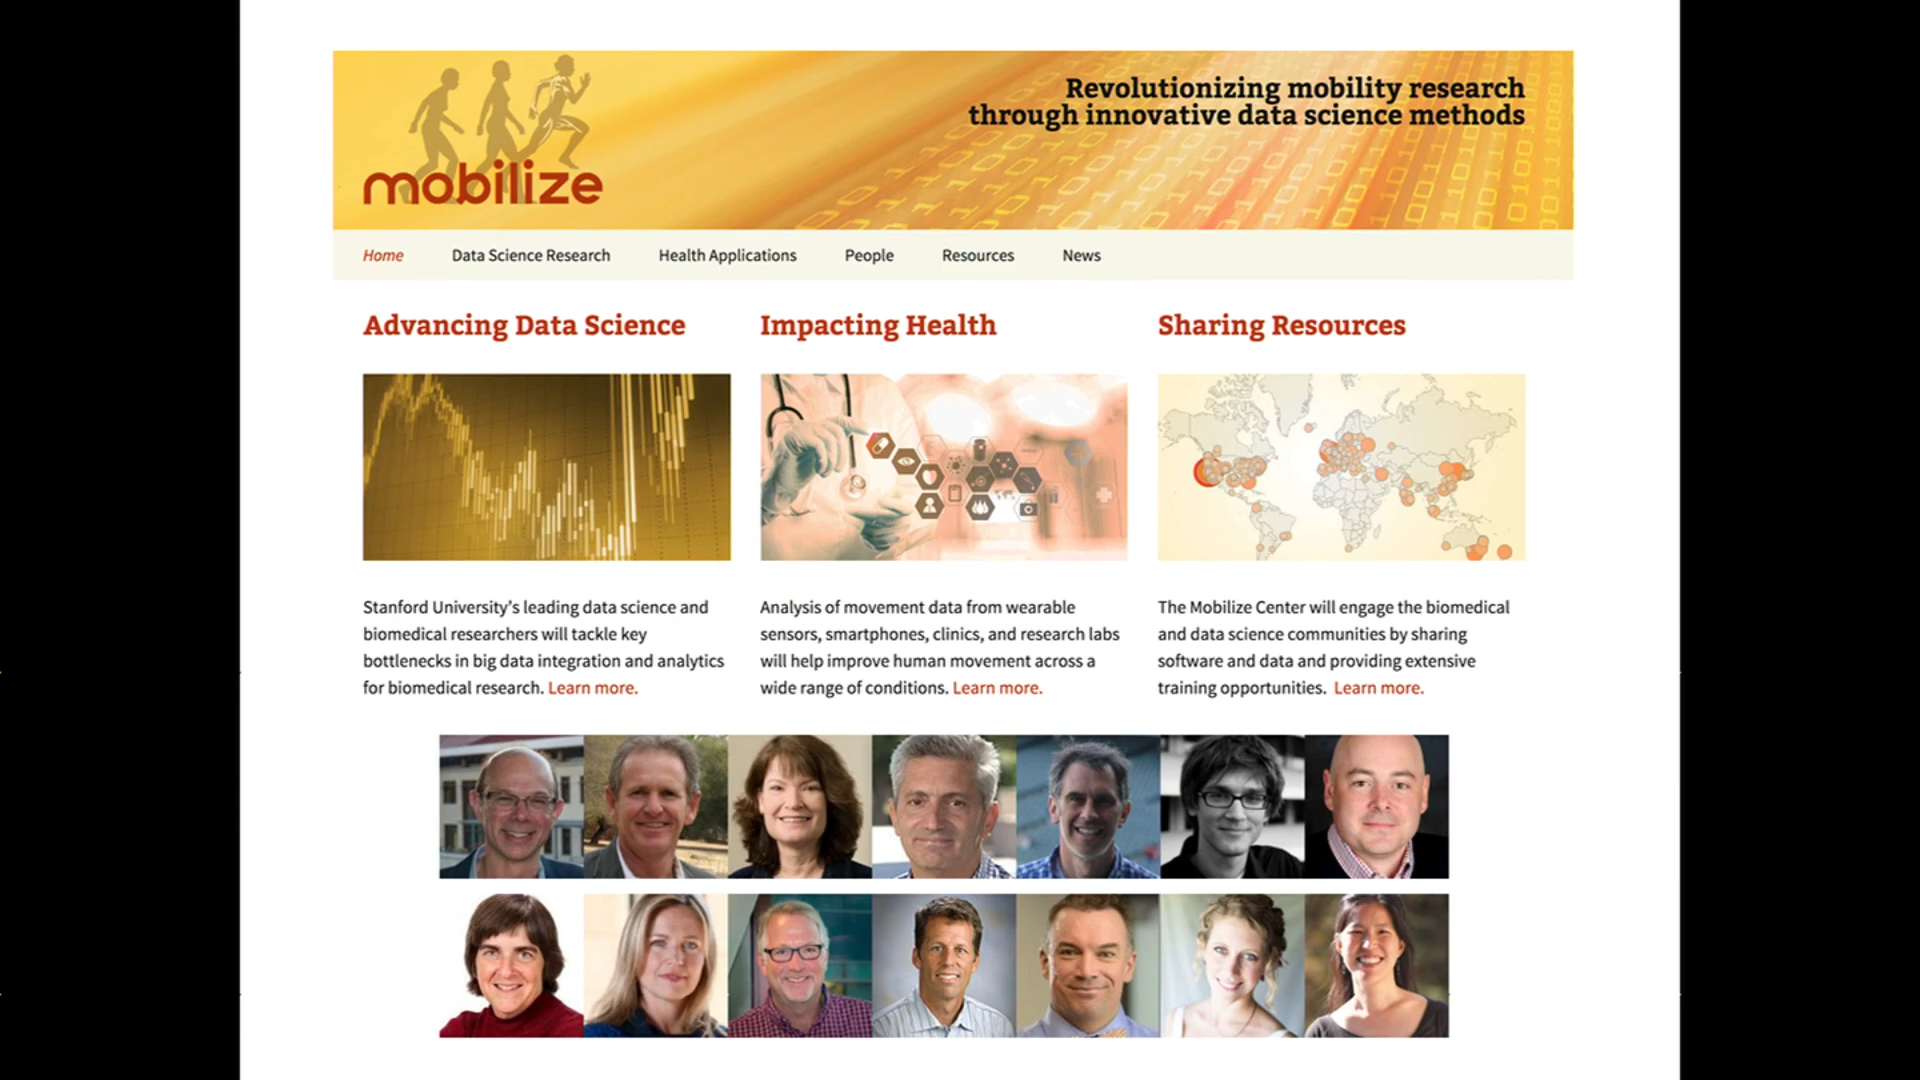 Revolutionizing mobility research
through innovative data science methods
mobilize
Home Data Science Research Health Applications People Resources News
Advancing Data Science
Impacting Health
Sharing Resources
Stanford University's leading data science and
biomedical researchers will tackle key
bottlenecks in big data integration and analytics
for biomedical research. Learn more.
Analysis of movement data from wearable
sensors, smartphones, clinics, and research labs
will help improve human movement across a
wide range of conditions. Learn more.
The Mobilize Center will engage the biomedical
and data science communities by sharing
software and data and providing extensive
training opportunities. Learn more.